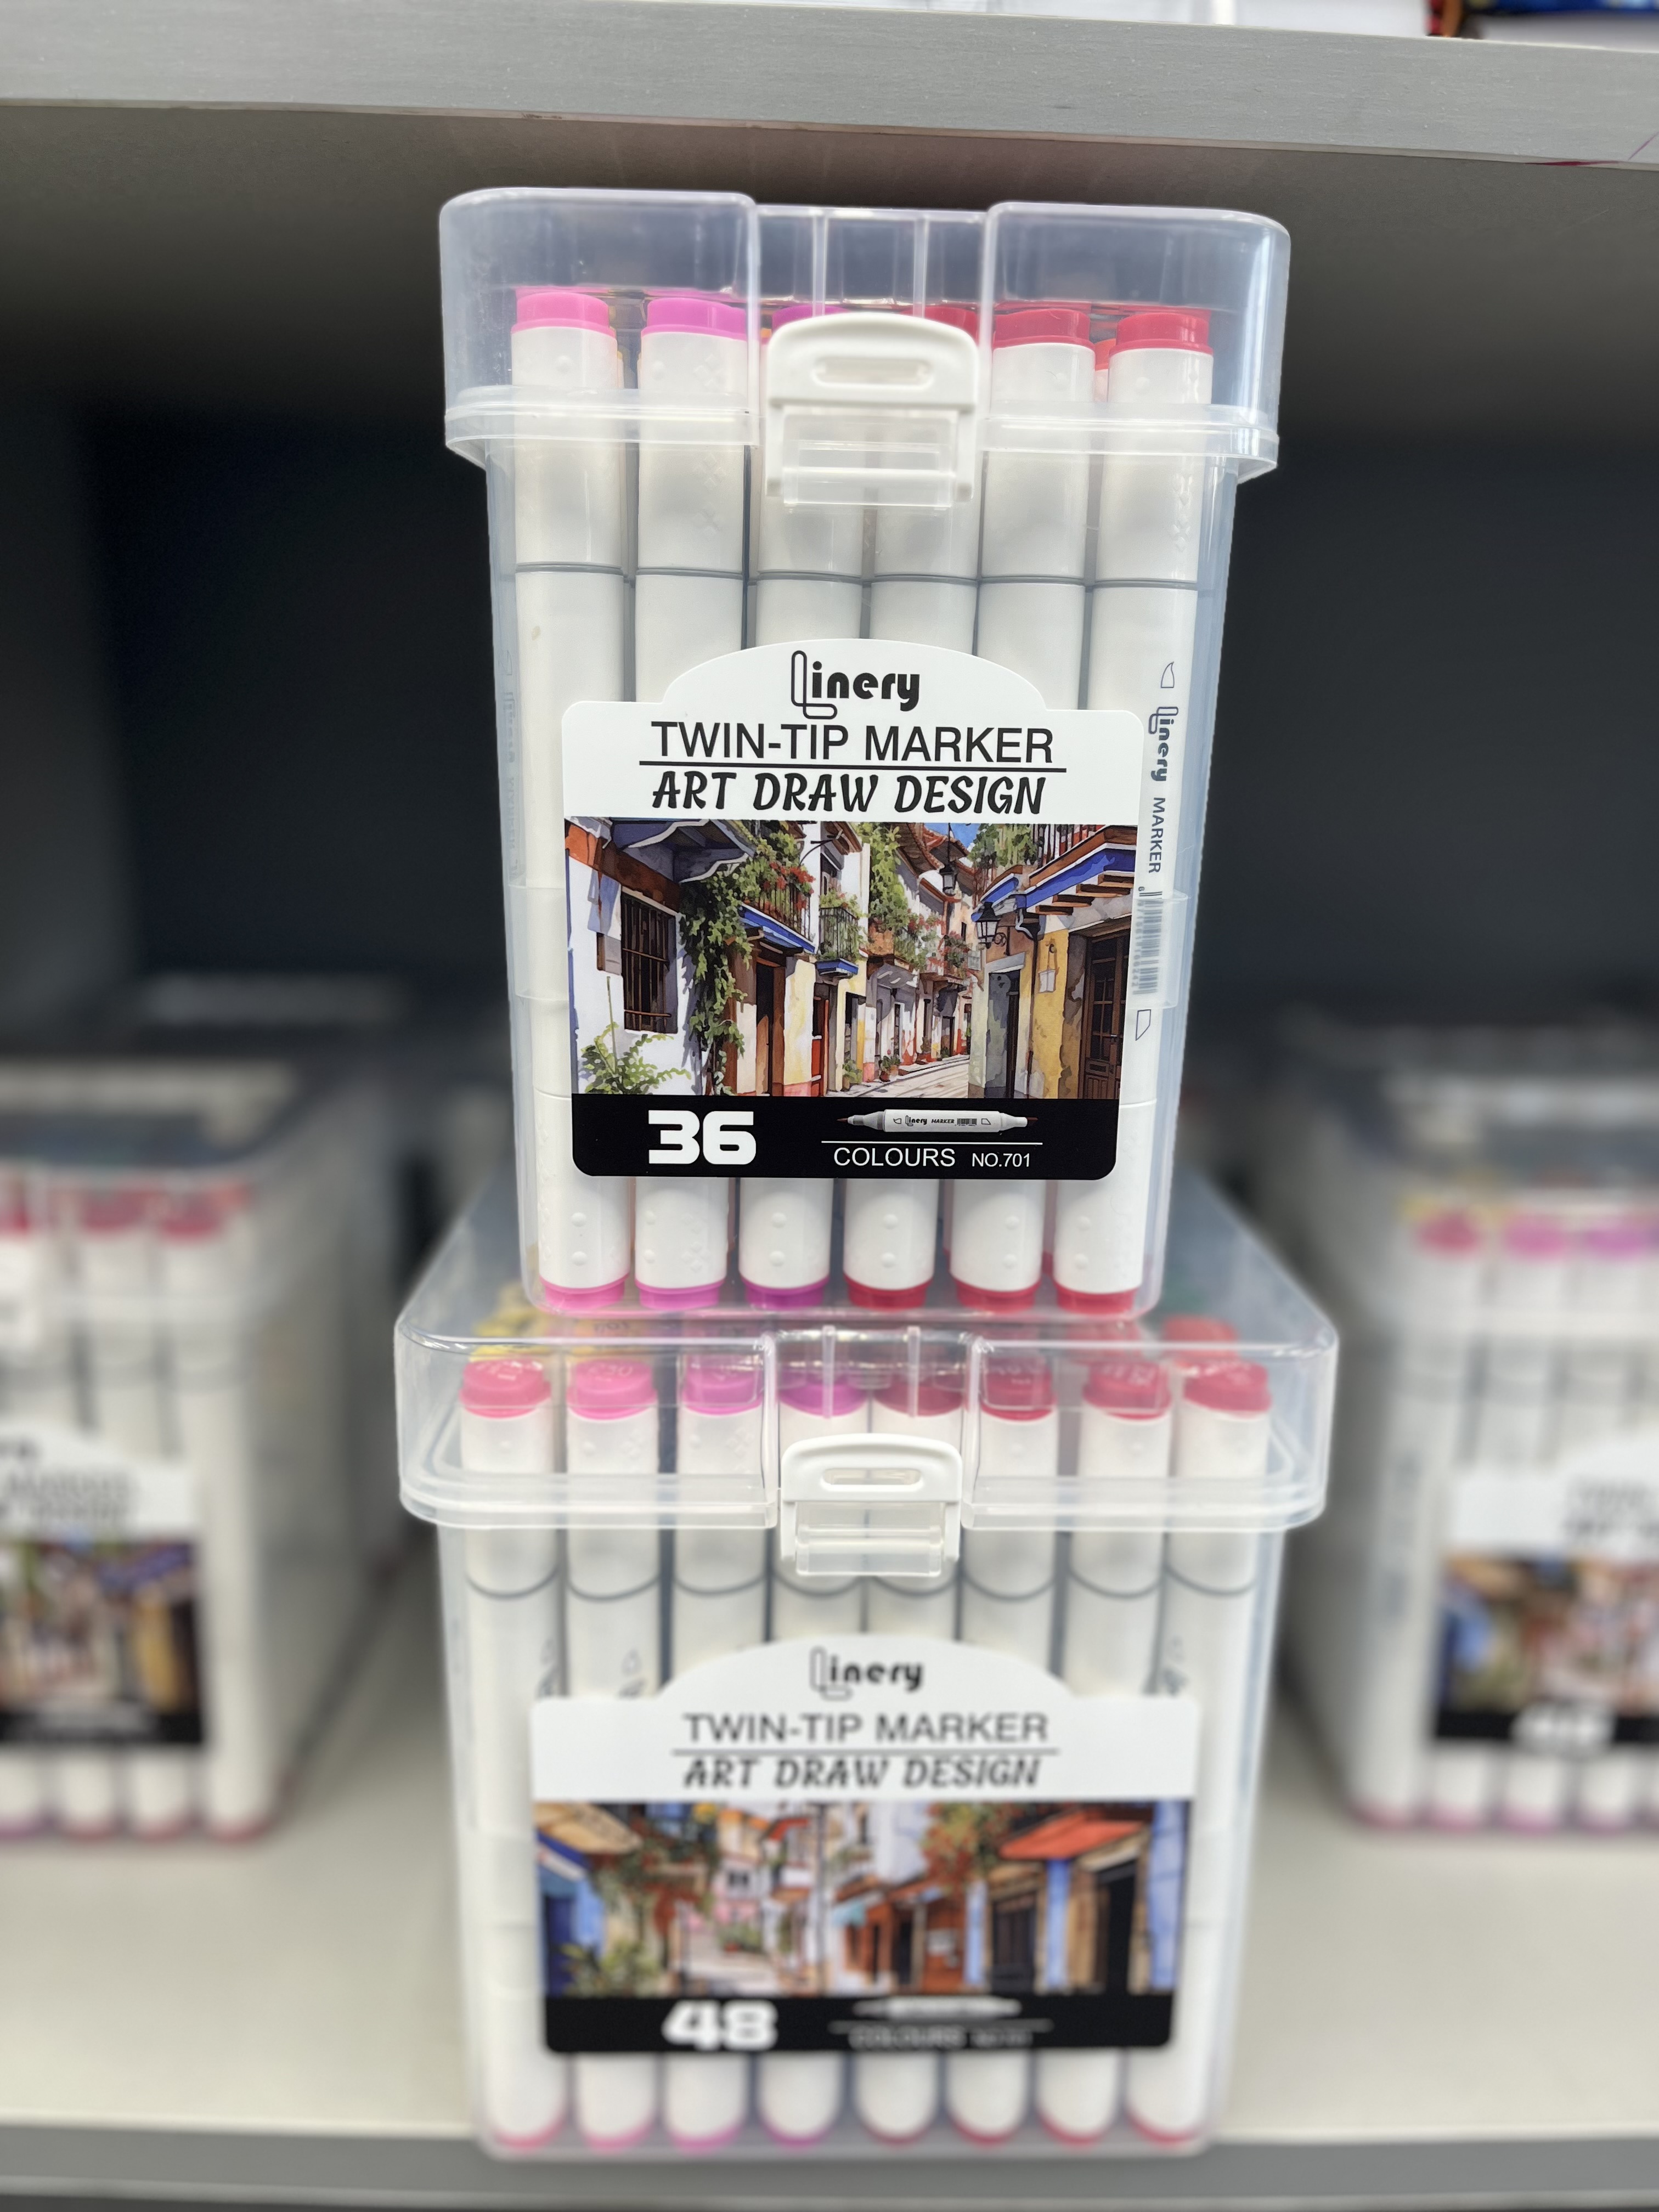 Linery
TWIN-TIP MARKER
ART DRAW DESIGN
Linery MARKER
Linery MARKER
36
COLOURS NO.701
Linery
TWIN-TIP MARKER
ART DRAW DESIGN
48
COLOURS